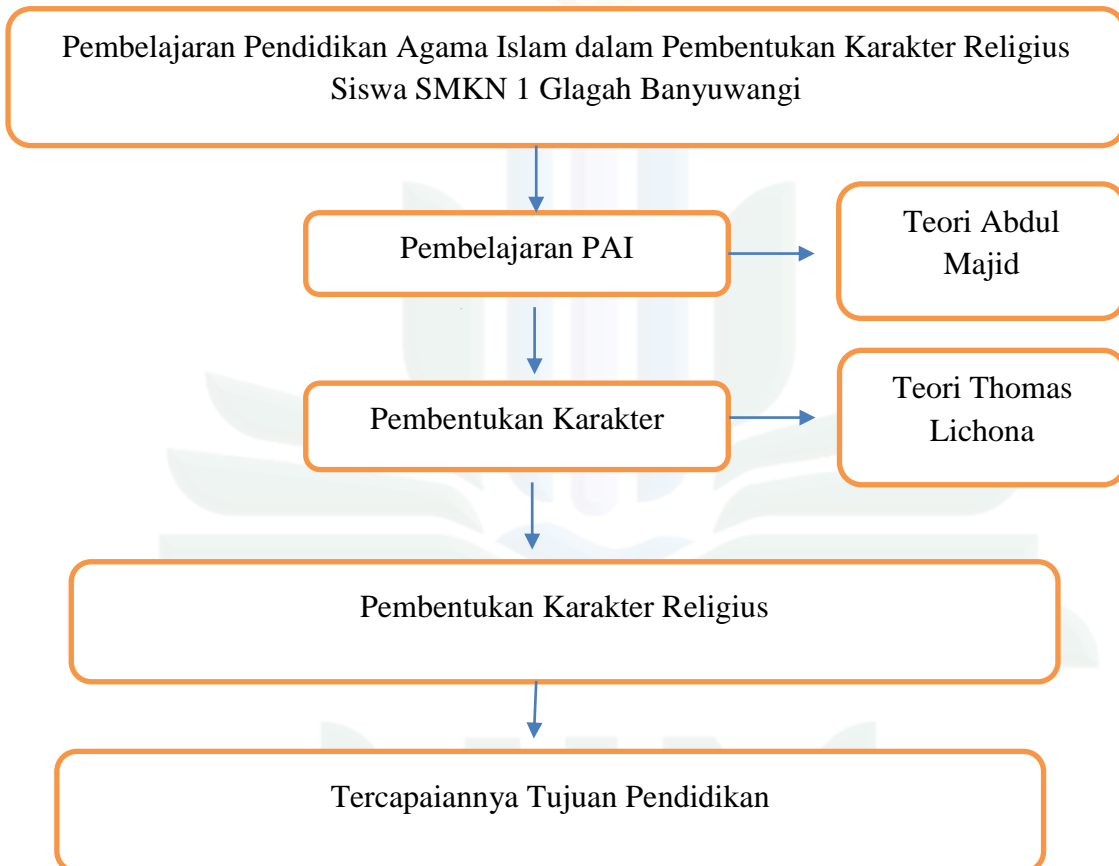 Pembelajaran Pendidikan Agama Islam dalam Pembentukan Karakter Religius
Siswa SMKN 1 Glagah Banyuwangi
Pembelajaran PAI
Teori Abdul
Majid
Pembentukan Karakter
Teori Thomas
Lichona
Pembentukan Karakter Religius
Tercapaiannya Tujuan Pendidikan